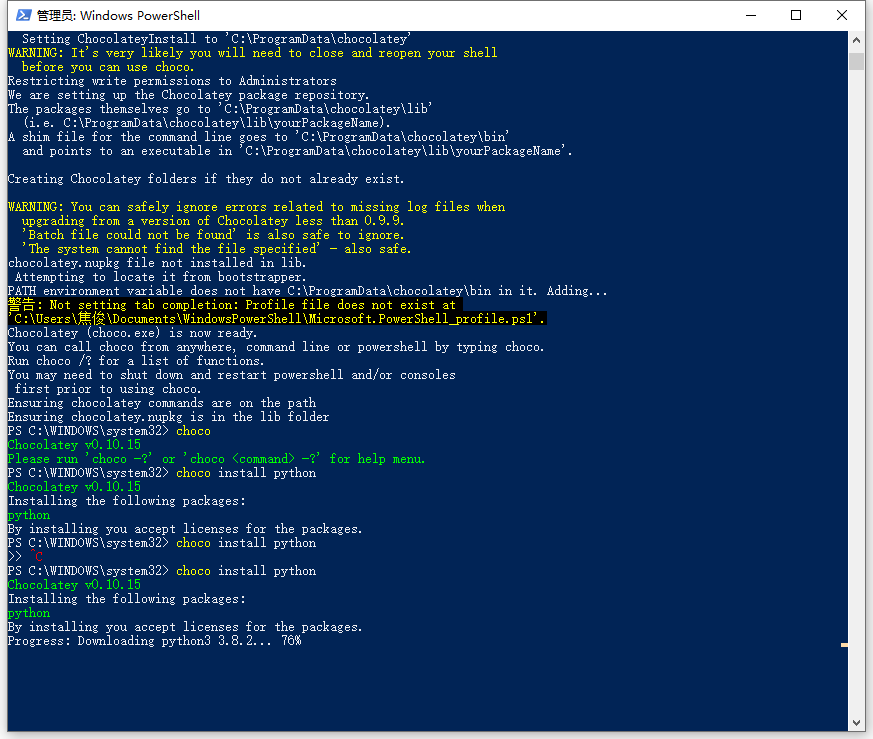 管理员: Windows PowerShell
Setting ChocolateyInstall to 'C:\ProgramData\chocolatey'
WARNING: It's very likely you will need to close and reopen your shell
before you can use choco.
Restricting write permissions to Administrators
We are setting up the Chocolatey package repository.
The packages themselves go to 'C:\ProgramData\chocolatey\lib'
(i.e. C:\ProgramData\chocolatey\lib\yourPackageName).
A shim file for the command line goes to 'C:\ProgramData\chocolatey\bin'
and points to an executable in 'C:\ProgramData\chocolatey\lib\yourPackageName'.
Creating Chocolatey folders if they do not already exist.
WARNING: You can safely ignore errors related to missing log files when
upgrading from a version of Chocolatey less than 0.9.9.
'Batch file could not be found' is also safe to ignore.
'The system cannot find the file specified' - also safe.
chocolatey.nupkg file not installed in lib.
Attempting to locate it from bootstrapper.
PATH environment variable does not have C:\ProgramData\chocolatey\bin in it. Adding...
警告: Not setting tab completion: Profile file does not exist at
'C:\Users\焦俊\Documents\WindowsPowerShell\Microsoft.PowerShell_profile.ps1'.
Chocolatey (choco.exe) is now ready.
You can call choco from anywhere, command line or powershell by typing choco.
Run choco /? for a list of functions.
You may need to shut down and restart powershell and/or consoles
first prior to using choco.
Ensuring chocolatey commands are on the path
Ensuring chocolatey.nupkg is in the lib folder
PS C:\WINDOWS\system32> choco
Chocolatey v0.10.15
Please run 'choco -?' or 'choco <command> -?' for help menu.
PS C:\WINDOWS\system32> choco install python
Chocolatey v0.10.15
Installing the following packages:
python
By installing you accept licenses for the packages.
PS C:\WINDOWS\system32> choco install python
>> ^C
PS C:\WINDOWS\system32> choco install python
Chocolatey v0.10.15
Installing the following packages:
python
By installing you accept licenses for the packages.
Progress: Downloading python3 3.8.2... 76%